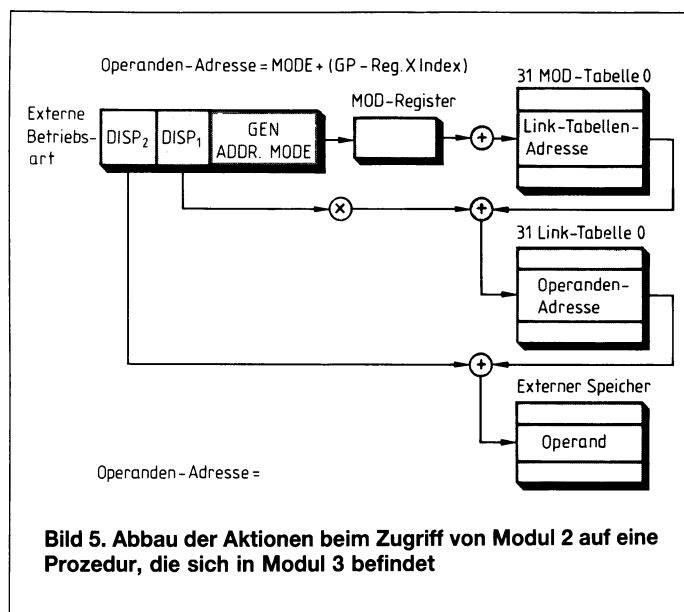 Operanden-Adresse = MODE + (GP-Reg. X Index)
31 MOD-Tabelle 0
MOD-Register
Externe
Betriebs-
art
DISP₂
DISP₁
GEN
ADDR. MODE
+
Link-Tabellen-
Adresse
×
+
31 Link-Tabelle 0
Operanden-
Adresse
+
Externer Speicher
Operand
Operanden-Adresse =
Bild 5. Abbau der Aktionen beim Zugriff von Modul 2 auf eine
Prozedur, die sich in Modul 3 befindet